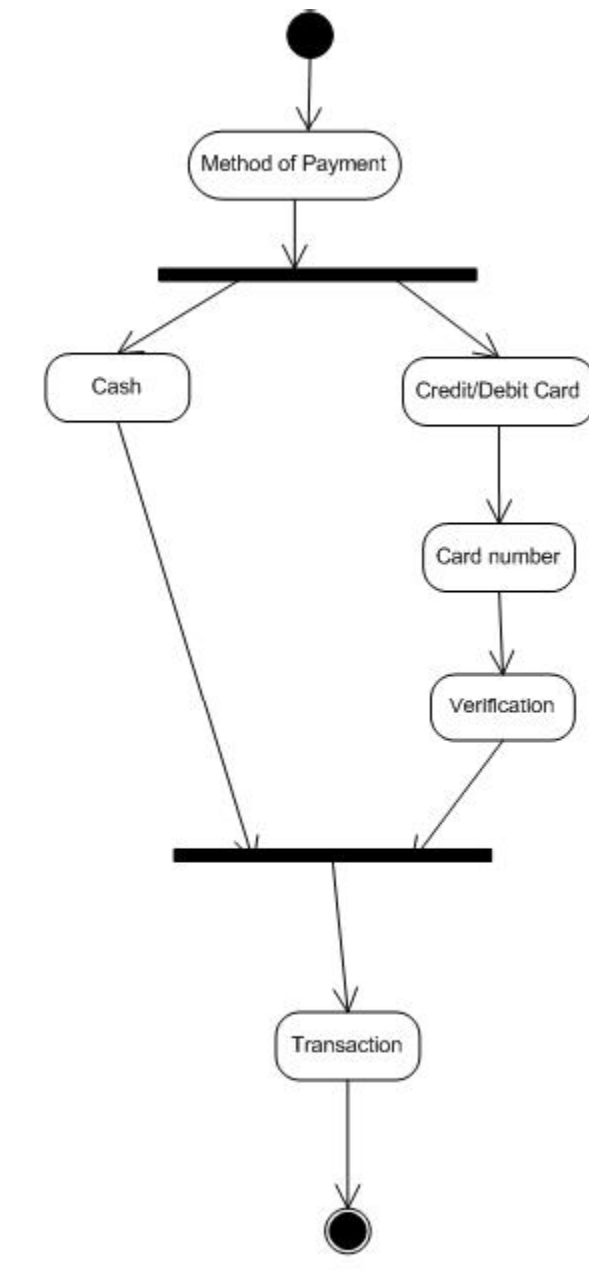 Method of Payment
Cash
Credit/Debit Card
Card number
Verification
Transaction